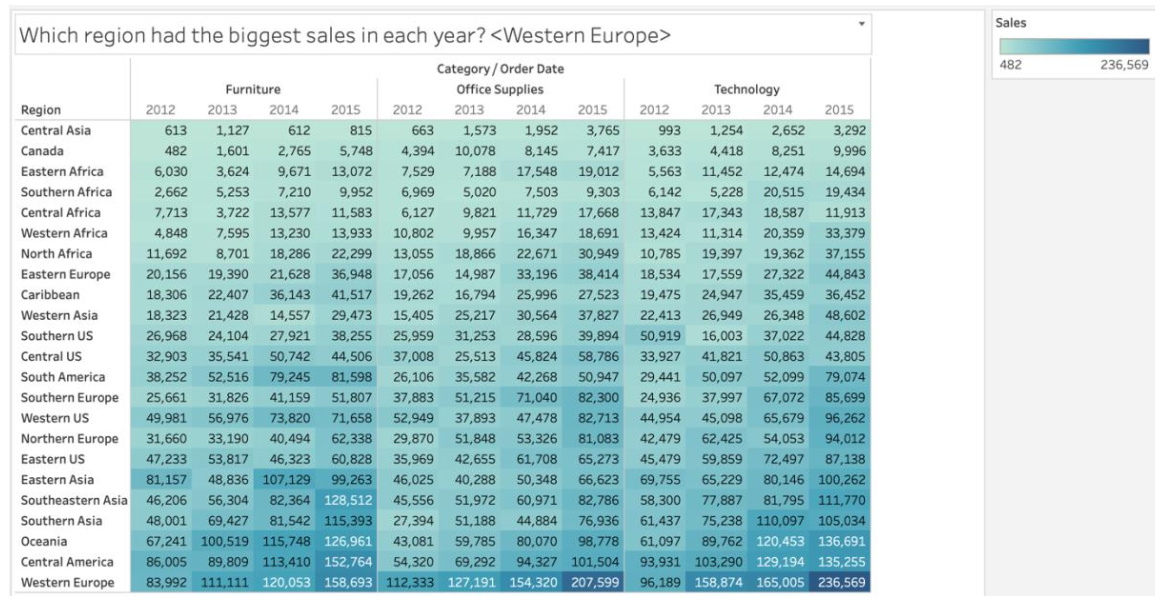 Which region had the biggest sales in each year? <Western Europe>
Sales
482 236,569
Category / Order Date
Furniture Office Supplies Technology
Region 2012 2013 2014 2015 2012 2013 2014 2015 2012 2013 2014 2015
Central Asia 613 1,127 612 815 663 1,573 1,952 3,765 993 1,254 2,652 3,292
Canada 482 1,601 2,765 5,748 4,394 10,078 8,145 7,417 3,633 4,418 8,251 9,996
Eastern Africa 6,030 3,624 9,671 13,072 7,529 7,188 17,548 19,012 5,563 11,452 12,474 14,694
Southern Africa 2,662 5,253 7,210 9,952 6,969 5,020 7,503 9,303 6,142 5,228 20,515 19,434
Central Africa 7,713 3,722 13,577 11,583 6,127 9,821 11,729 17,668 13,847 17,343 18,587 11,913
Western Africa 4,848 7,595 13,230 13,933 10,802 9,957 16,347 18,691 13,424 11,314 20,359 33,379
North Africa 11,692 8,701 18,286 22,299 13,055 18,866 22,671 30,949 10,785 19,397 19,362 37,155
Eastern Europe 20,156 19,390 21,628 36,948 17,056 14,987 33,196 38,414 18,534 17,559 27,322 44,843
Caribbean 18,306 22,407 36,143 41,517 19,262 16,794 25,996 27,523 19,475 24,947 35,459 36,452
Western Asia 18,323 21,428 14,557 29,473 15,405 25,217 30,564 37,827 22,413 26,949 26,348 48,602
Southern US 26,968 24,104 27,921 38,255 25,959 31,253 28,596 39,894 50,919 16,003 37,022 44,828
Central US 32,903 35,541 50,742 44,506 37,008 25,513 45,824 58,786 33,927 41,821 50,863 43,805
South America 38,252 52,516 79,245 81,598 26,106 35,582 42,268 50,947 29,441 50,097 52,099 79,074
Southern Europe 25,661 31,826 41,159 51,807 37,883 51,215 71,040 82,300 24,936 37,997 67,072 85,699
Western US 49,981 56,976 73,820 71,658 52,949 37,893 47,478 82,713 44,954 45,098 65,679 96,262
Northern Europe 31,660 33,190 40,494 62,338 29,870 51,848 53,326 81,083 42,479 62,425 54,053 94,012
Eastern US 47,233 53,817 46,323 60,828 35,969 42,655 61,708 65,273 45,479 59,859 72,497 87,138
Eastern Asia 81,157 48,836 107,129 99,263 46,025 40,288 50,348 66,623 69,755 65,229 80,146 100,262
Southeastern Asia 46,206 56,304 82,364 128,512 45,556 51,972 60,971 82,786 58,300 77,887 81,795 111,770
Southern Asia 48,001 69,427 81,542 115,393 27,394 51,188 44,884 76,936 61,437 75,238 110,097 105,034
Oceania 67,241 100,519 115,748 126,961 43,081 59,785 80,070 98,778 61,097 89,762 120,453 136,691
Central America 86,005 89,809 113,410 152,764 54,320 69,292 94,327 101,504 93,931 103,290 129,194 135,255
Western Europe 83,992 111,111 120,053 158,693 112,333 127,191 154,320 207,599 96,189 158,874 165,005 236,569